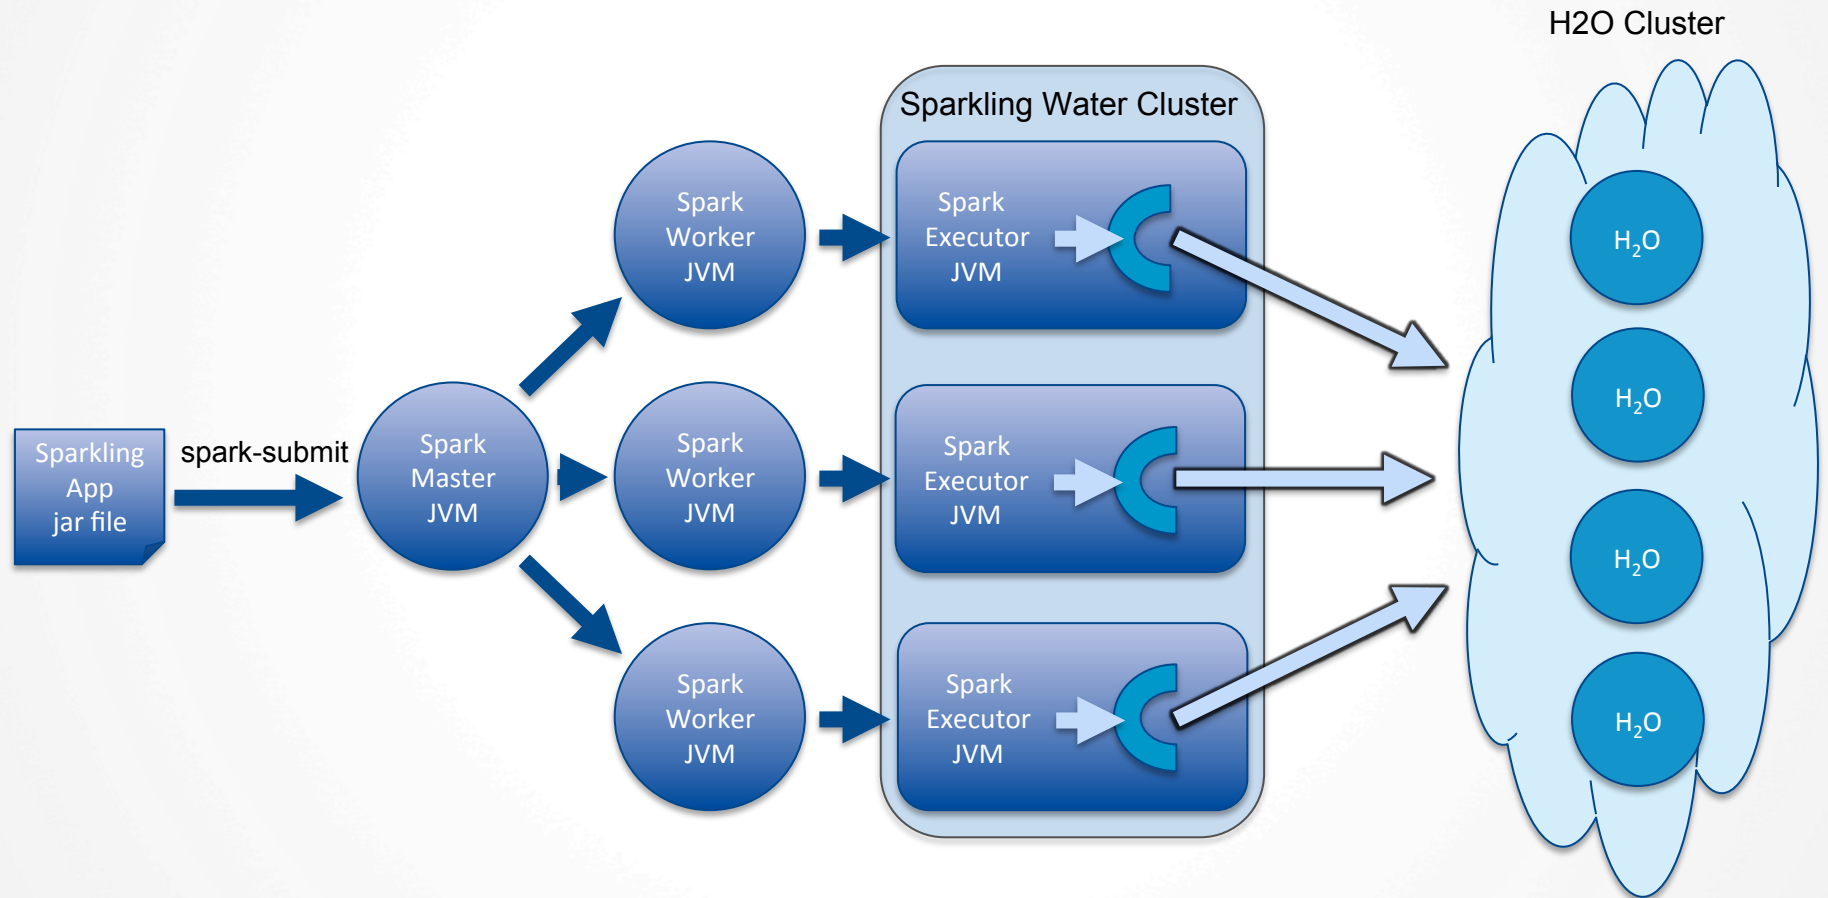 H2O Cluster
Sparkling Water Cluster
Spark
Worker
JVM
Spark
Executor
JVM
H₂O
H₂O
Sparkling
App
jar file
spark-submit
Spark
Master
JVM
Spark
Worker
JVM
Spark
Executor
JVM
H₂O
Spark
Worker
JVM
Spark
Executor
JVM
H₂O